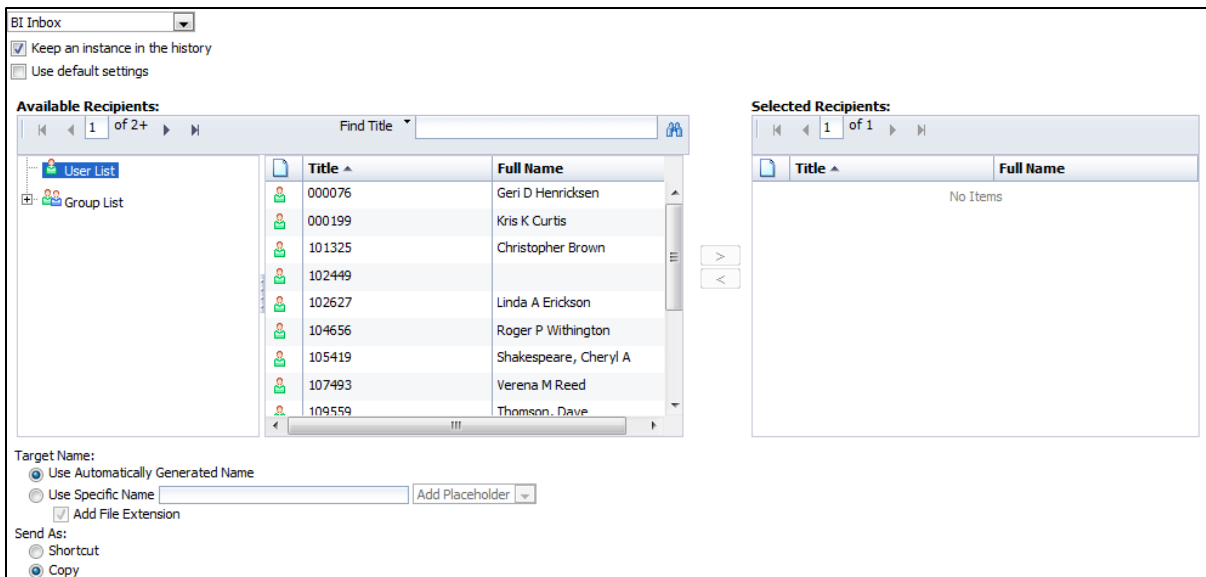 BI Inbox
Keep an instance in the history
Use default settings
Available Recipients: Selected Recipients:
1 of 2+ Find Title 1 of 1
User List
Group List
Title Full Name Title Full Name
000076 Geri D Henricksen No Items
000199 Kris K Curtis
101325 Christopher Brown
> 
102449
<
102627 Linda A Erickson
104656 Roger P Withington
105419 Shakespeare, Cheryl A
107493 Verena M Reed
109559 Thomson, Dave
Target Name:
Use Automatically Generated Name
Use Specific Name Add Placeholder
Add File Extension
Send As:
Shortcut
Copy